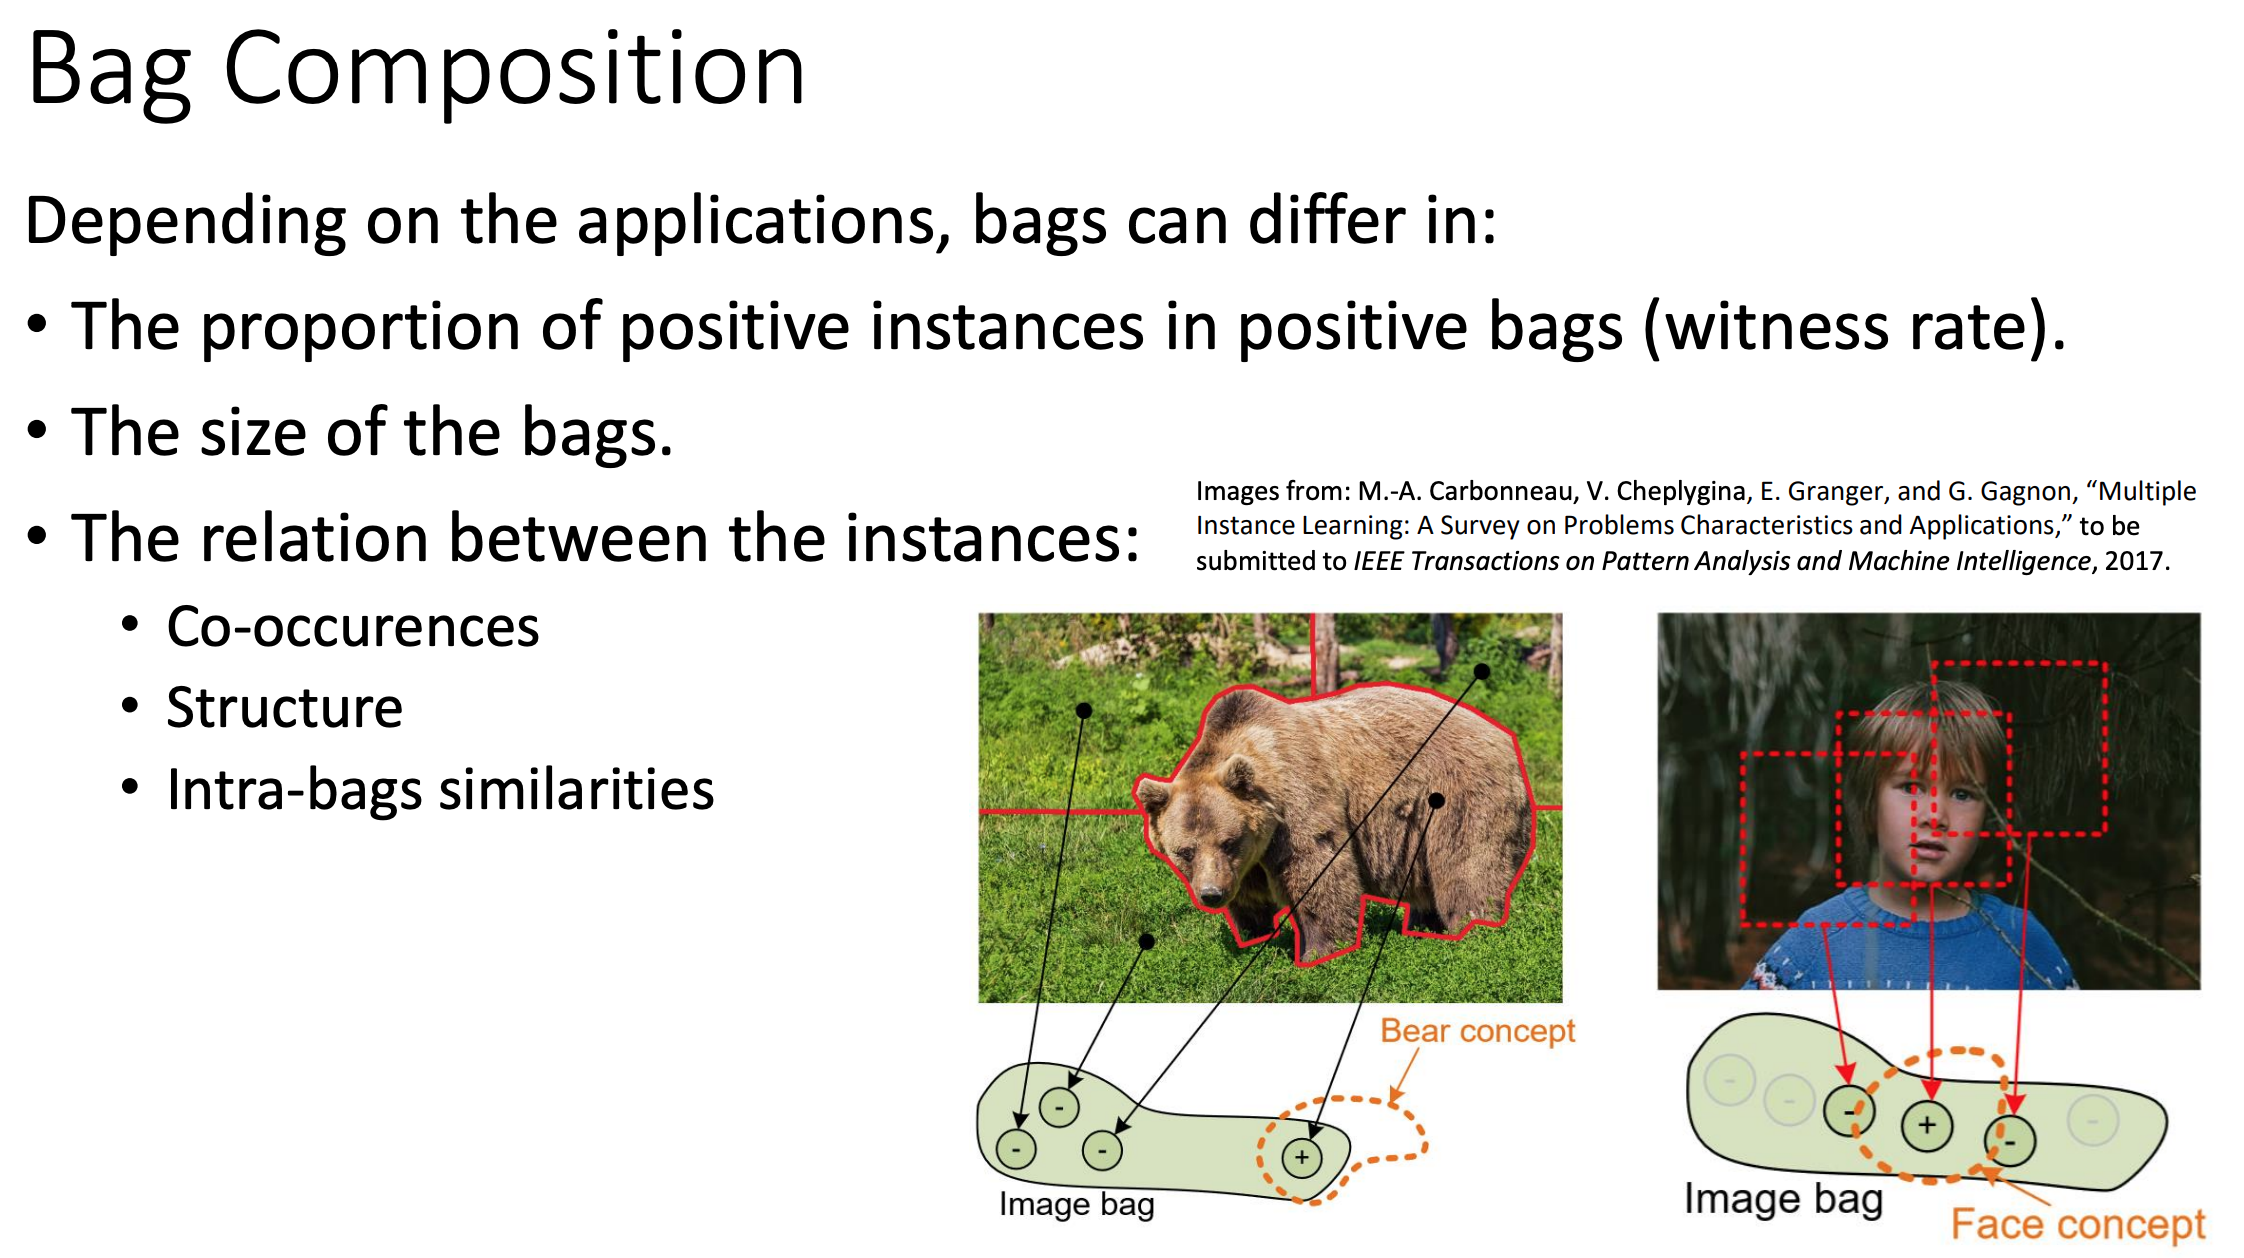 Bag Composition
Depending on the applications, bags can differ in:
• The proportion of positive instances in positive bags (witness rate).
• The size of the bags.
• The relation between the instances:
• Co-occurences
• Structure
• Intra-bags similarities
Images from: M.-A. Carbonneau, V. Cheplygina, E. Granger, and G. Gagnon, “Multiple
Instance Learning: A Survey on Problems Characteristics and Applications,” to be
submitted to IEEE Transactions on Pattern Analysis and Machine Intelligence, 2017.
Bear concept
-
- - +
Image bag
- - - + - -
Image bag
Face concept